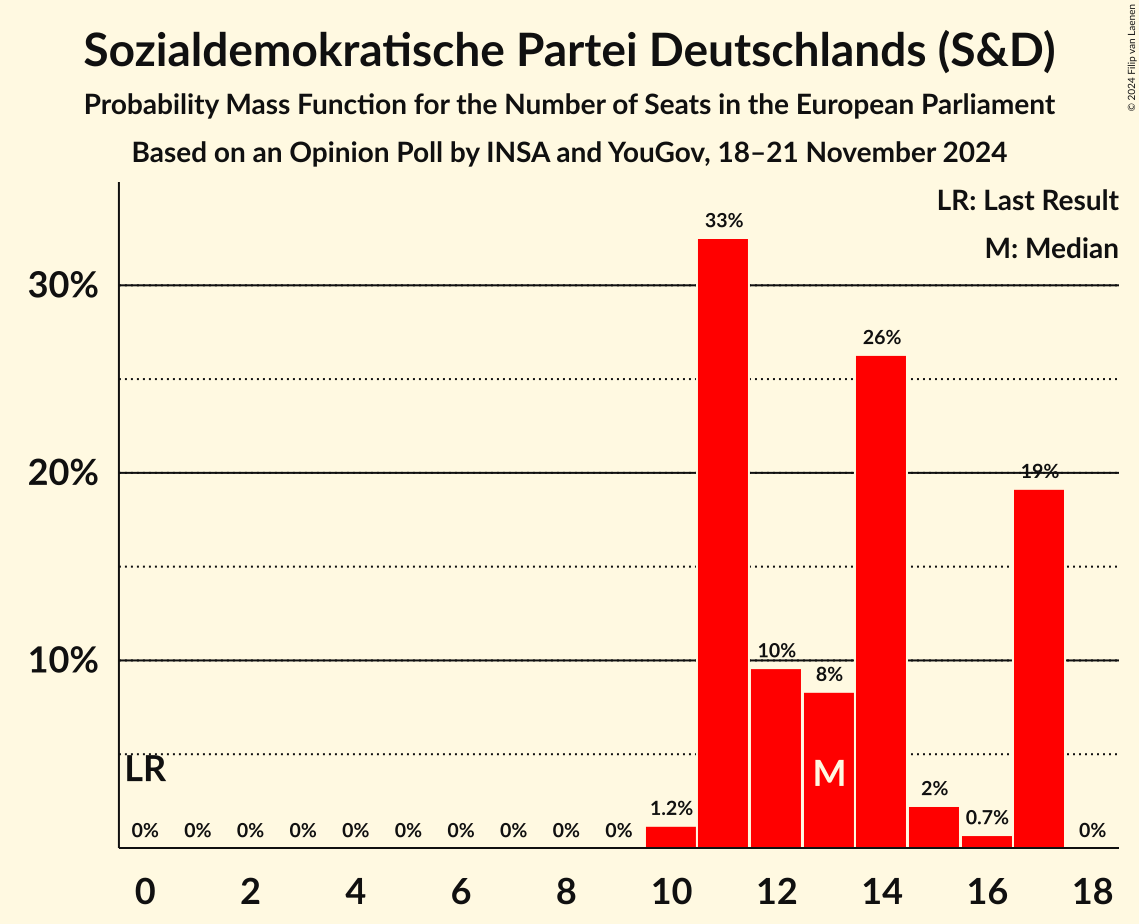 Sozialdemokratische Partei Deutschlands (S&D)
Probability Mass Function for the Number of Seats in the European Parliament
Based on an Opinion Poll by INSA and YouGov, 18–21 November 2024
© 2024 Filip van Laenen
LR: Last Result
M: Median
33%
30%
26%
20%
19%
10%
10%
8%
LR
M
2%
1.2%
0.7%
0% 0% 0% 0% 0% 0% 0% 0% 0% 0% 0%
0 2 4 6 8 10 12 14 16 18